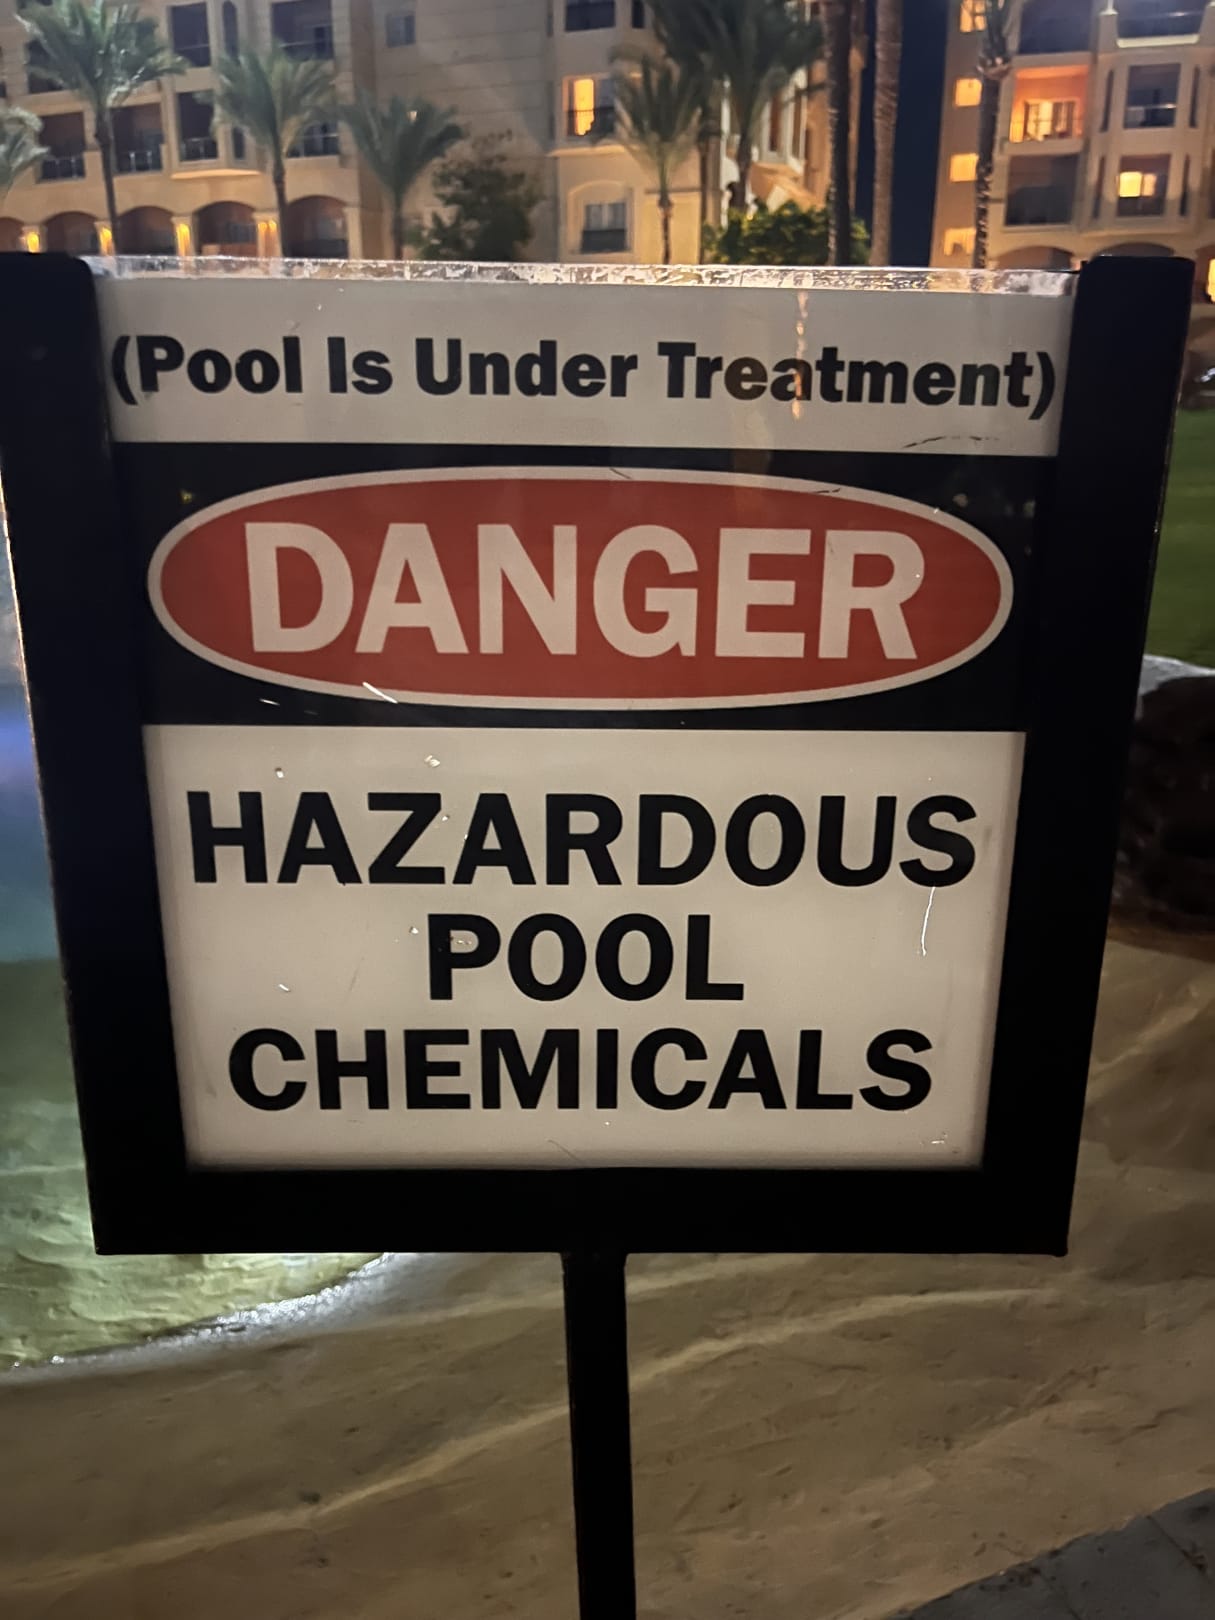 (Pool Is Under Treatment)
DANGER
HAZARDOUS
POOL
CHEMICALS